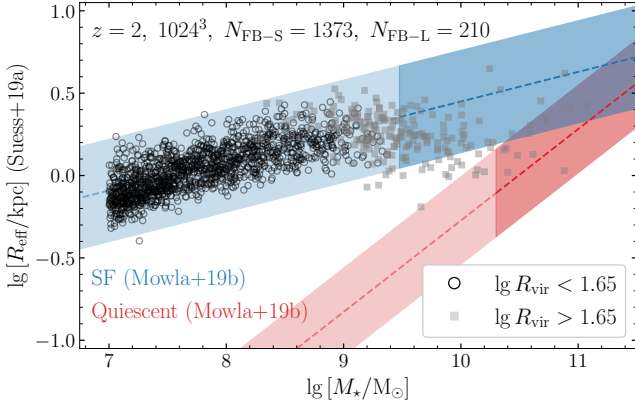 z = 2, 1024³, N_FB−S = 1373, N_FB−L = 210
lg [R_eff/kpc] (Suess+19a)
1.0
0.5
0.0
−0.5
−1.0
SF (Mowla+19b)
Quiescent (Mowla+19b)
lg R_vir < 1.65
lg R_vir > 1.65
7 8 9 10 11
lg [M⋆/M⊙]